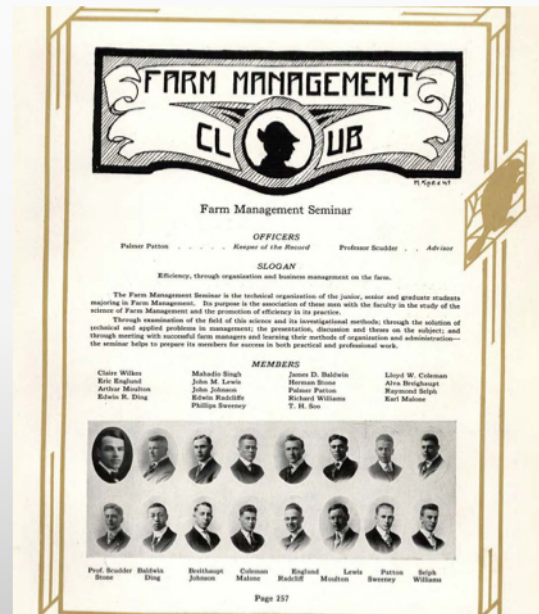 FARM MANAGEMENT
CLUB
Farm Management Seminar
OFFICERS
Palmer Patton . . . . . Keeper of the Record Professor Scudder . . Advisor
SLOGAN
Efficiency, through organization and business management on the farm.
The Farm Management Seminar is the technical organization of the junior, senior and graduate students
majoring in Farm Management. Its purpose is the association of these men with the faculty in the study of the
science of Farm Management and the promotion of efficiency in its practice.
Through examination of the field of this science and its investigational methods; through the solution of
technical and applied problems in management; the presentation, discussion and theses on the subject; and
through meeting with successful farm managers and learning their methods of organization and administration—
the seminar helps to prepare its members for success in both practical and professional work.
MEMBERS
Claire Wilkes Mahadio Singh James D. Baldwin Lloyd W. Coleman
Eric Englund John M. Lewis Herman Stone Alva Breighaupt
Arthur Moulton John Johnson Palmer Patton Raymond Selph
Edwin R. Ding Edwin Radcliffe Richard Williams Earl Malone
Phillips Sweeney T. H. Soo
Prof. Scudder Baldwin Breithaupt Coleman Englund Lewis Patton Selph
Stone Ding Johnson Malone Radcliff Moulton Sweeney Williams
Page 257